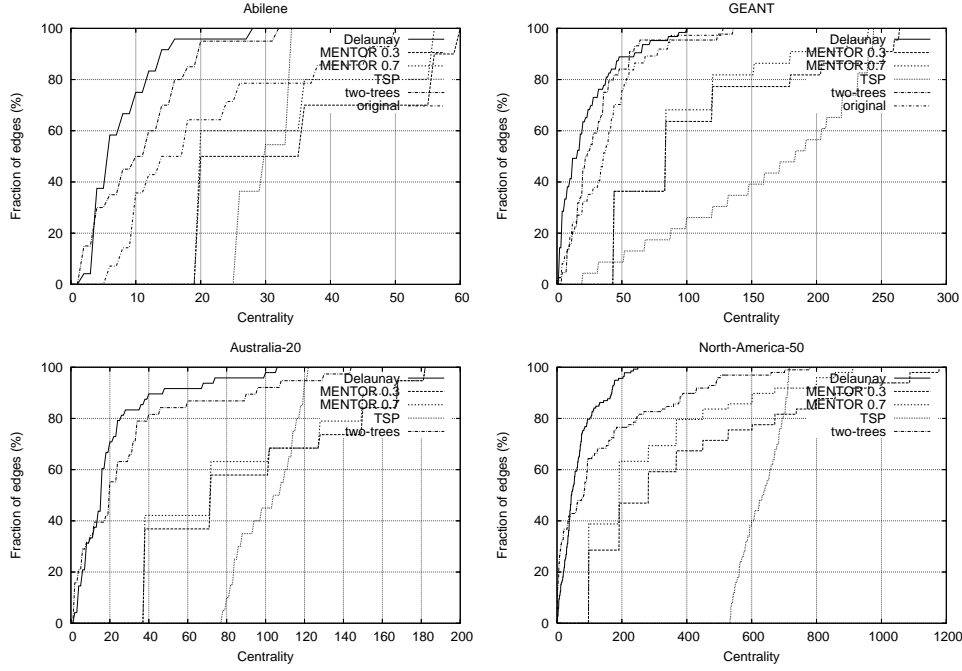 Abilene
Fraction of edges (%)
100
80
60
40
20
0
Delaunay
MENTOR 0.3
MENTOR 0.7
TSP
two-trees
original
0 10 20 30 40 50 60
Centrality
GEANT
Fraction of edges (%)
100
80
60
40
20
0
Delaunay
MENTOR 0.3
MENTOR 0.7
TSP
two-trees
original
0 50 100 150 200 250 300
Centrality
Australia-20
Fraction of edges (%)
100
80
60
40
20
0
Delaunay
MENTOR 0.3
MENTOR 0.7
TSP
two-trees
0 20 40 60 80 100 120 140 160 180 200
Centrality
North-America-50
Fraction of edges (%)
100
80
60
40
20
0
Delaunay
MENTOR 0.3
MENTOR 0.7
TSP
two-trees
0 200 400 600 800 1000 1200
Centrality